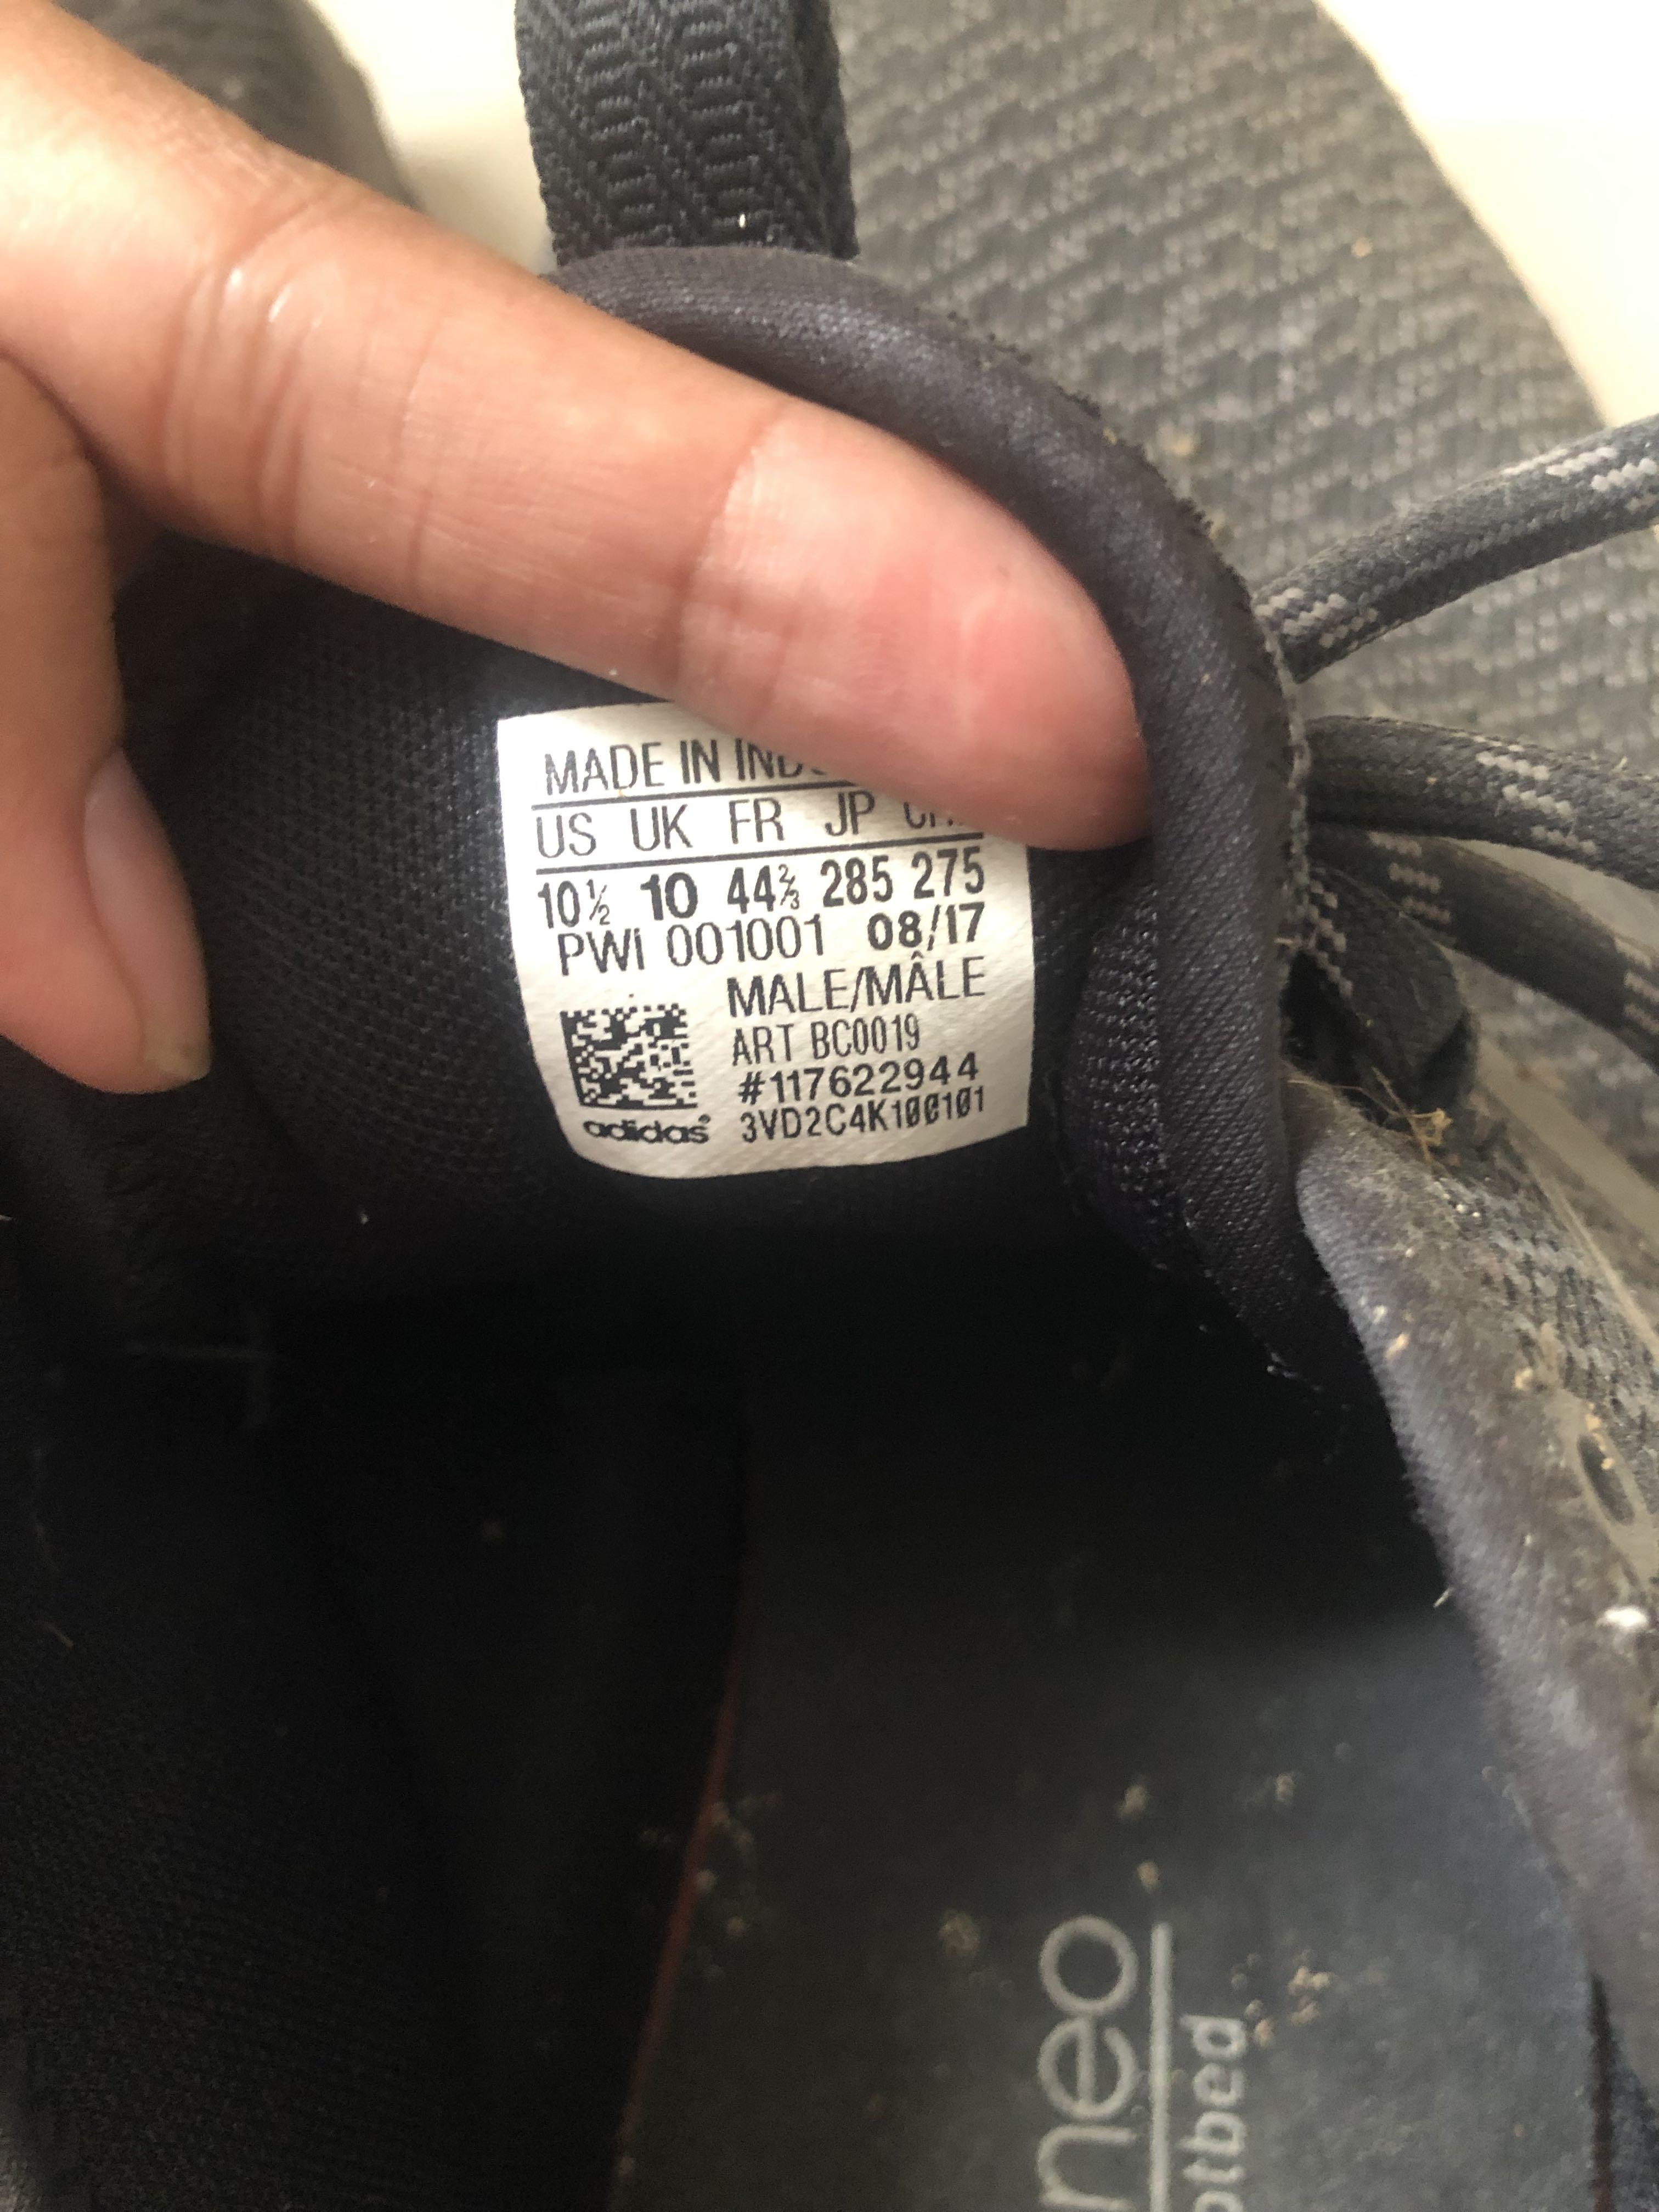 MADE IN
US UK FR JP
10½ 10 44⅔ 285 275
PWI 001001 08/17
MALE/MÂLE
ART BC0019
#117622944
adidas 3VD2C4K100101
neo